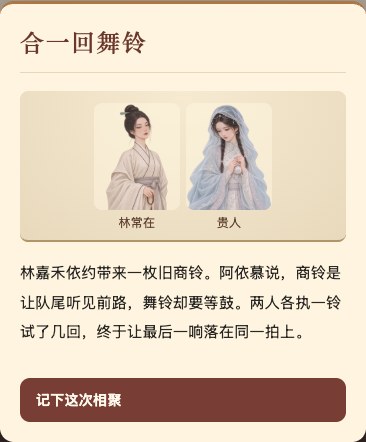 合一回舞铃
林常在
贵人
林嘉禾依约带来一枚旧商铃。阿依慕说，商铃是
让队尾听见前路，舞铃却要等鼓。两人各执一铃
试了几回，终于让最后一响落在同一拍上。
记下这次相聚